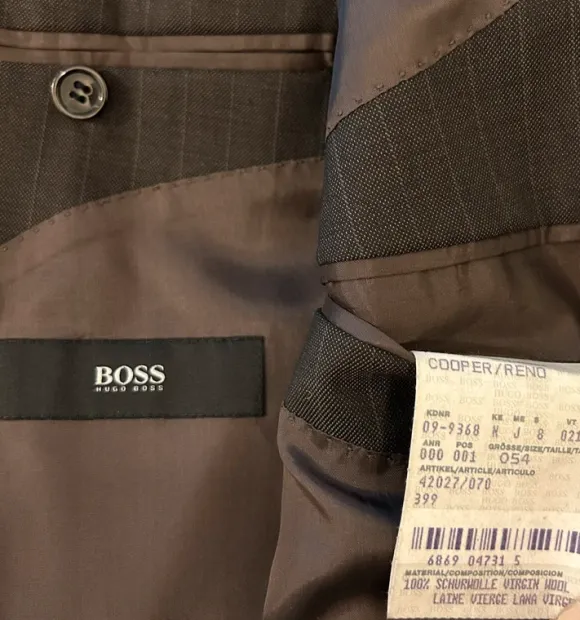 BOSS
HUGO BOSS
COOPER/RENO
KDNR KE ME S VT
09-9368 N J 8 021
ANR POS GRÖSSE/SIZE/TAILLE/TA
000 001 054
ARTIKEL/ARTICLE/ARTICULO
42027/070
399
6869 04731 5
MATERIAL/COMPOSITION/COMPOSICION
100% SCHURWOLLE VIRGIN WOOL
LAINE VIERGE LANA VIRGE